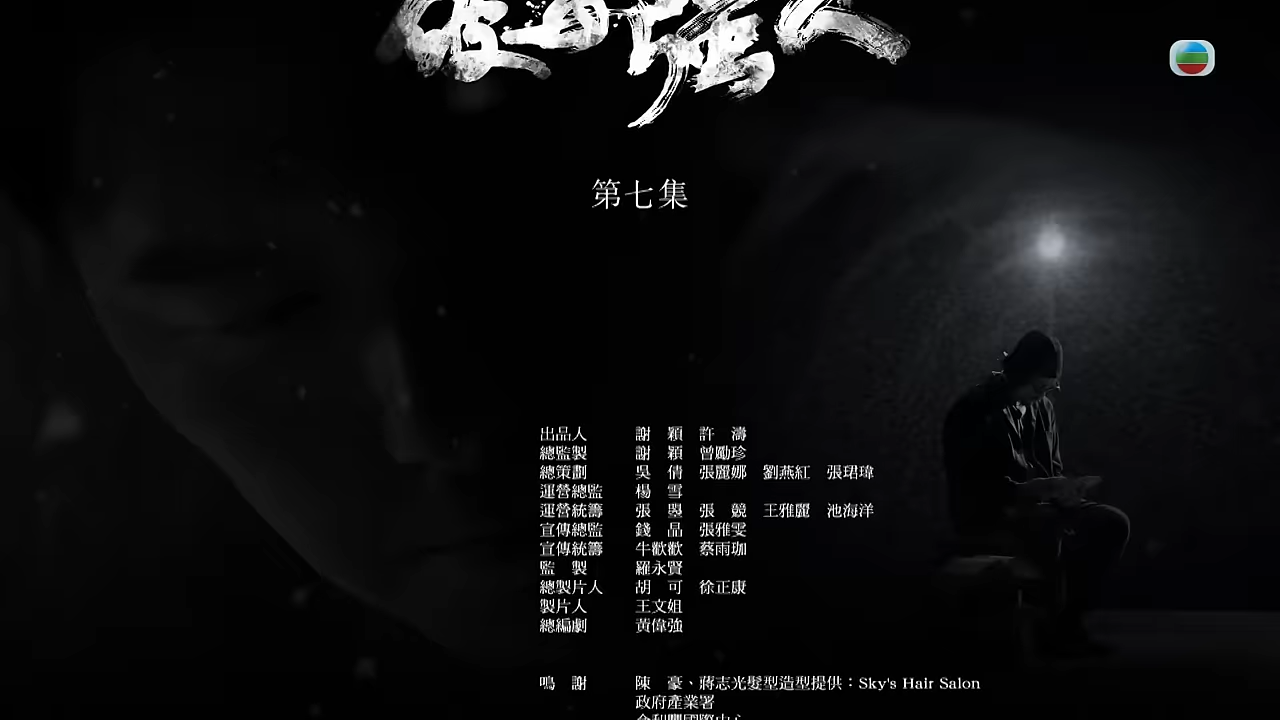 第七集
出品人 謝 穎 許 濤
總監製 謝 穎 曾勵珍
總策劃 吳 倩 張麗娜 劉燕紅 張珺瑋
運營總監 楊 雪
運營統籌 張 曌 張 競 王雅麗 池海洋
宣傳總監 錢 晶 張雅雯
宣傳統籌 牛歡歡 蔡雨珈
監 製 羅永賢
總製片人 胡 可 徐正康
製片人 王文姐
總編劇 黃偉強
鳴 謝 陳 豪、蔣志光髮型造型提供：Sky's Hair Salon
政府產業署